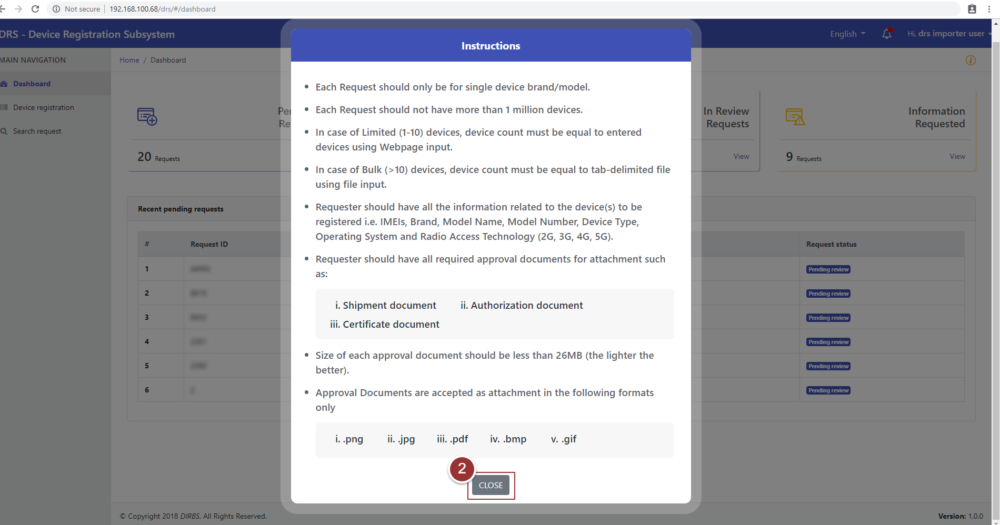 Not secure | 192.168.100.68/drs/#/dashboard
DRS - Device Registration Subsystem
English
Hi, drs importer user
MAIN NAVIGATION
Dashboard
Device registration
Search request
Home / Dashboard
20 Requests
In Review
Requests
View
Information
Requested
9 Requests
View
Recent pending requests
# Request ID Request status
1 Pending review
2 Pending review
3 Pending review
4 Pending review
5 Pending review
6 Pending review
Instructions
• Each Request should only be for single device brand/model.
• Each Request should not have more than 1 million devices.
• In case of Limited (1-10) devices, device count must be equal to entered
devices using Webpage input.
• In case of Bulk (>10) devices, device count must be equal to tab-delimited file
using file input.
• Requester should have all the information related to the device(s) to be
registered i.e. IMEIs, Brand, Model Name, Model Number, Device Type,
Operating System and Radio Access Technology (2G, 3G, 4G, 5G).
• Requester should have all required approval documents for attachment such
as:
i. Shipment document ii. Authorization document
iii. Certificate document
• Size of each approval document should be less than 26MB (the lighter the
better).
• Approval Documents are accepted as attachment in the following formats
only
i. .png ii. .jpg iii. .pdf iv. .bmp v. .gif
2
CLOSE
© Copyright 2018 DIRBS. All Rights Reserved.
Version: 1.0.0